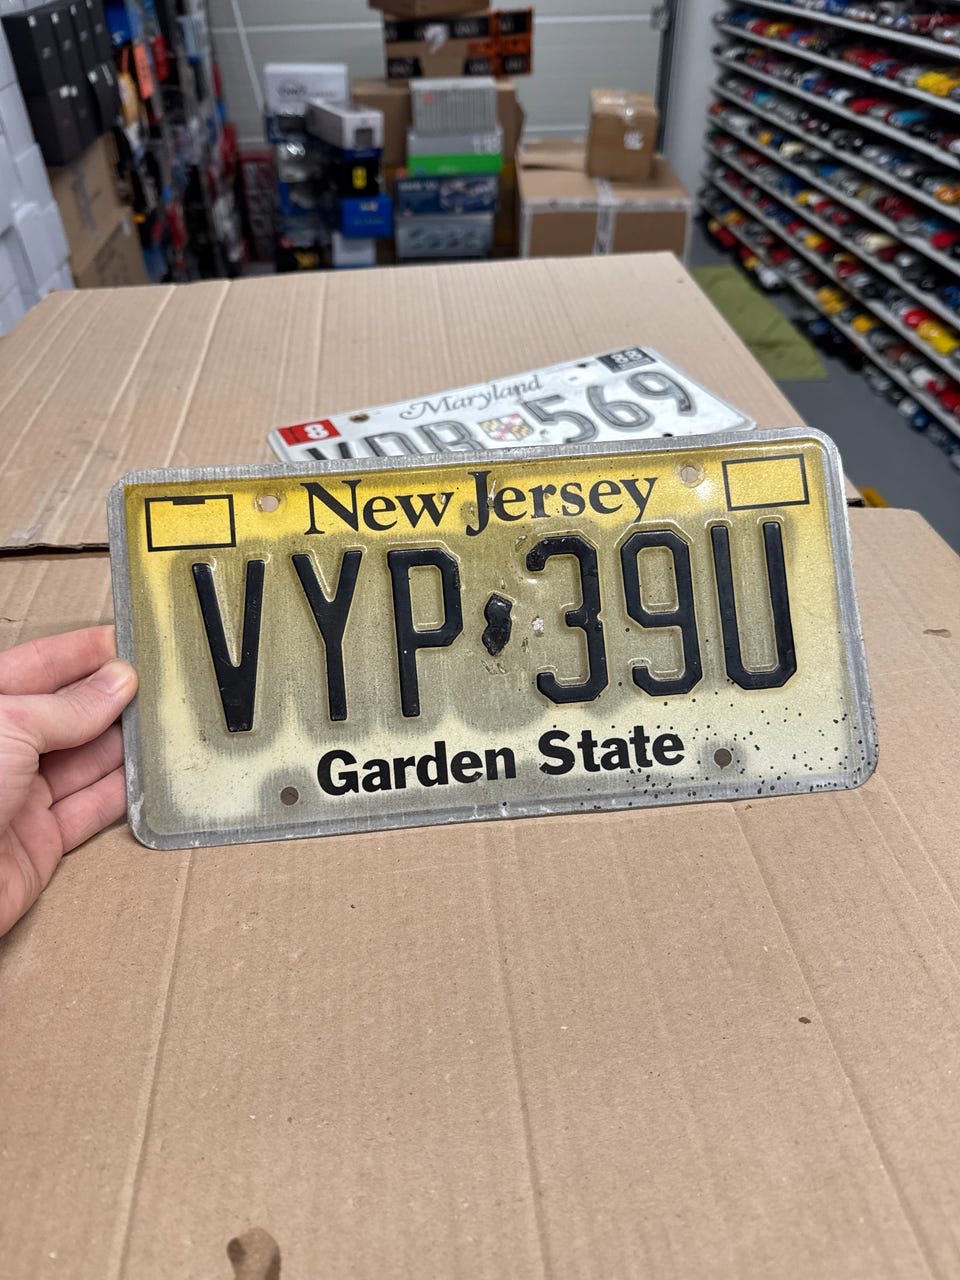 88
Maryland
8
569
New Jersey
VYP 39U
Garden State